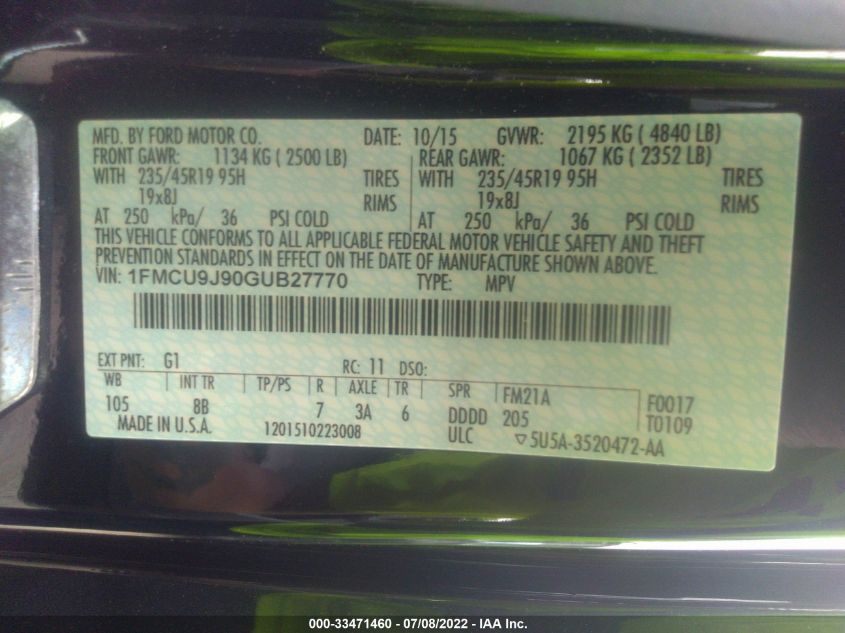 MFD. BY FORD MOTOR CO. DATE: 10/15 GVWR: 2195 KG ( 4840 LB)
FRONT GAWR: 1134 KG ( 2500 LB) REAR GAWR: 1067 KG ( 2352 LB)
WITH 235/45R19 95H TIRES WITH 235/45R19 95H TIRES
19x8J RIMS 19x8J RIMS
AT 250 kPa/ 36 PSI COLD AT 250 kPa/ 36 PSI COLD
THIS VEHICLE CONFORMS TO ALL APPLICABLE FEDERAL MOTOR VEHICLE SAFETY AND THEFT
PREVENTION STANDARDS IN EFFECT ON THE DATE OF MANUFACTURE SHOWN ABOVE.
VIN: 1FMCU9J90GUB27770 TYPE: MPV
EXT PNT: G1 RC: 11 DSO:
WB INT TR TP/PS R AXLE TR SPR FM21A F0017
105 8B 7 3A 6 DDDD 205 T0109
MADE IN U.S.A. 1201510223008 ULC ▽5U5A-3520472-AA
000-33471460 - 07/08/2022 - IAA Inc.